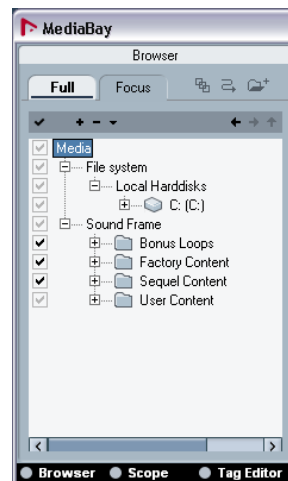 MediaBay
Browser
Full Focus
Media
File system
Local Harddisks
C: (C:)
Sound Frame
Bonus Loops
Factory Content
Sequel Content
User Content
Browser Scope Tag Editor